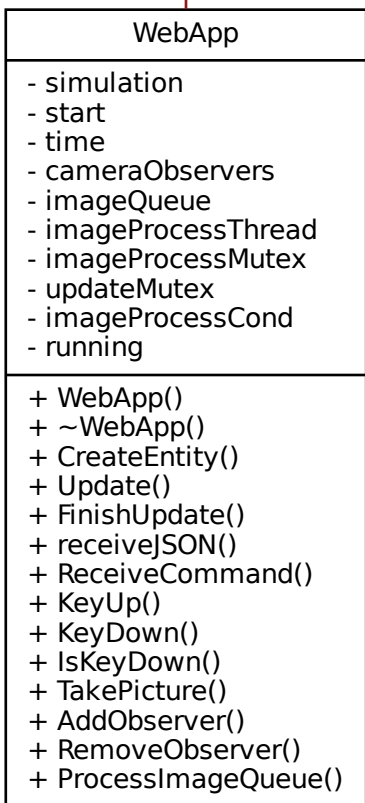 WebApp
- simulation
- start
- time
- cameraObservers
- imageQueue
- imageProcessThread
- imageProcessMutex
- updateMutex
- imageProcessCond
- running
+ WebApp()
+ ~WebApp()
+ CreateEntity()
+ Update()
+ FinishUpdate()
+ receiveJSON()
+ ReceiveCommand()
+ KeyUp()
+ KeyDown()
+ IsKeyDown()
+ TakePicture()
+ AddObserver()
+ RemoveObserver()
+ ProcessImageQueue()